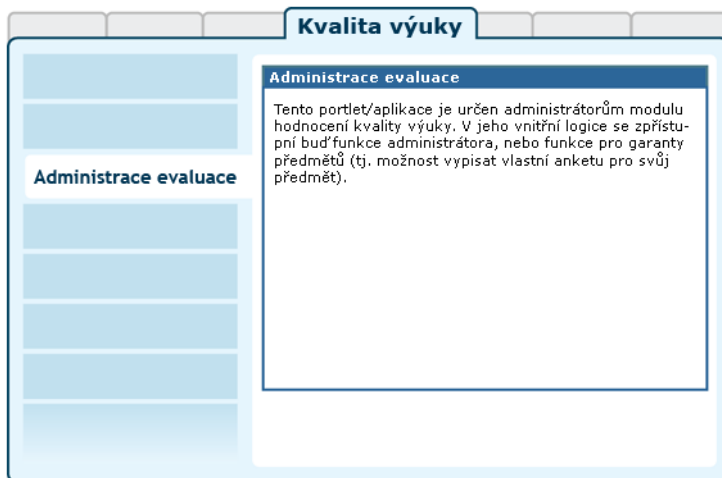 Kvalita výuky
Administrace evaluace
Administrace evaluace
Tento portlet/aplikace je určen administrátorům modulu
hodnocení kvality výuky. V jeho vnitřní logice se zpřístu-
pní buď funkce administrátora, nebo funkce pro garanty
předmětů (tj. možnost vypisat vlastní anketu pro svůj
předmět).